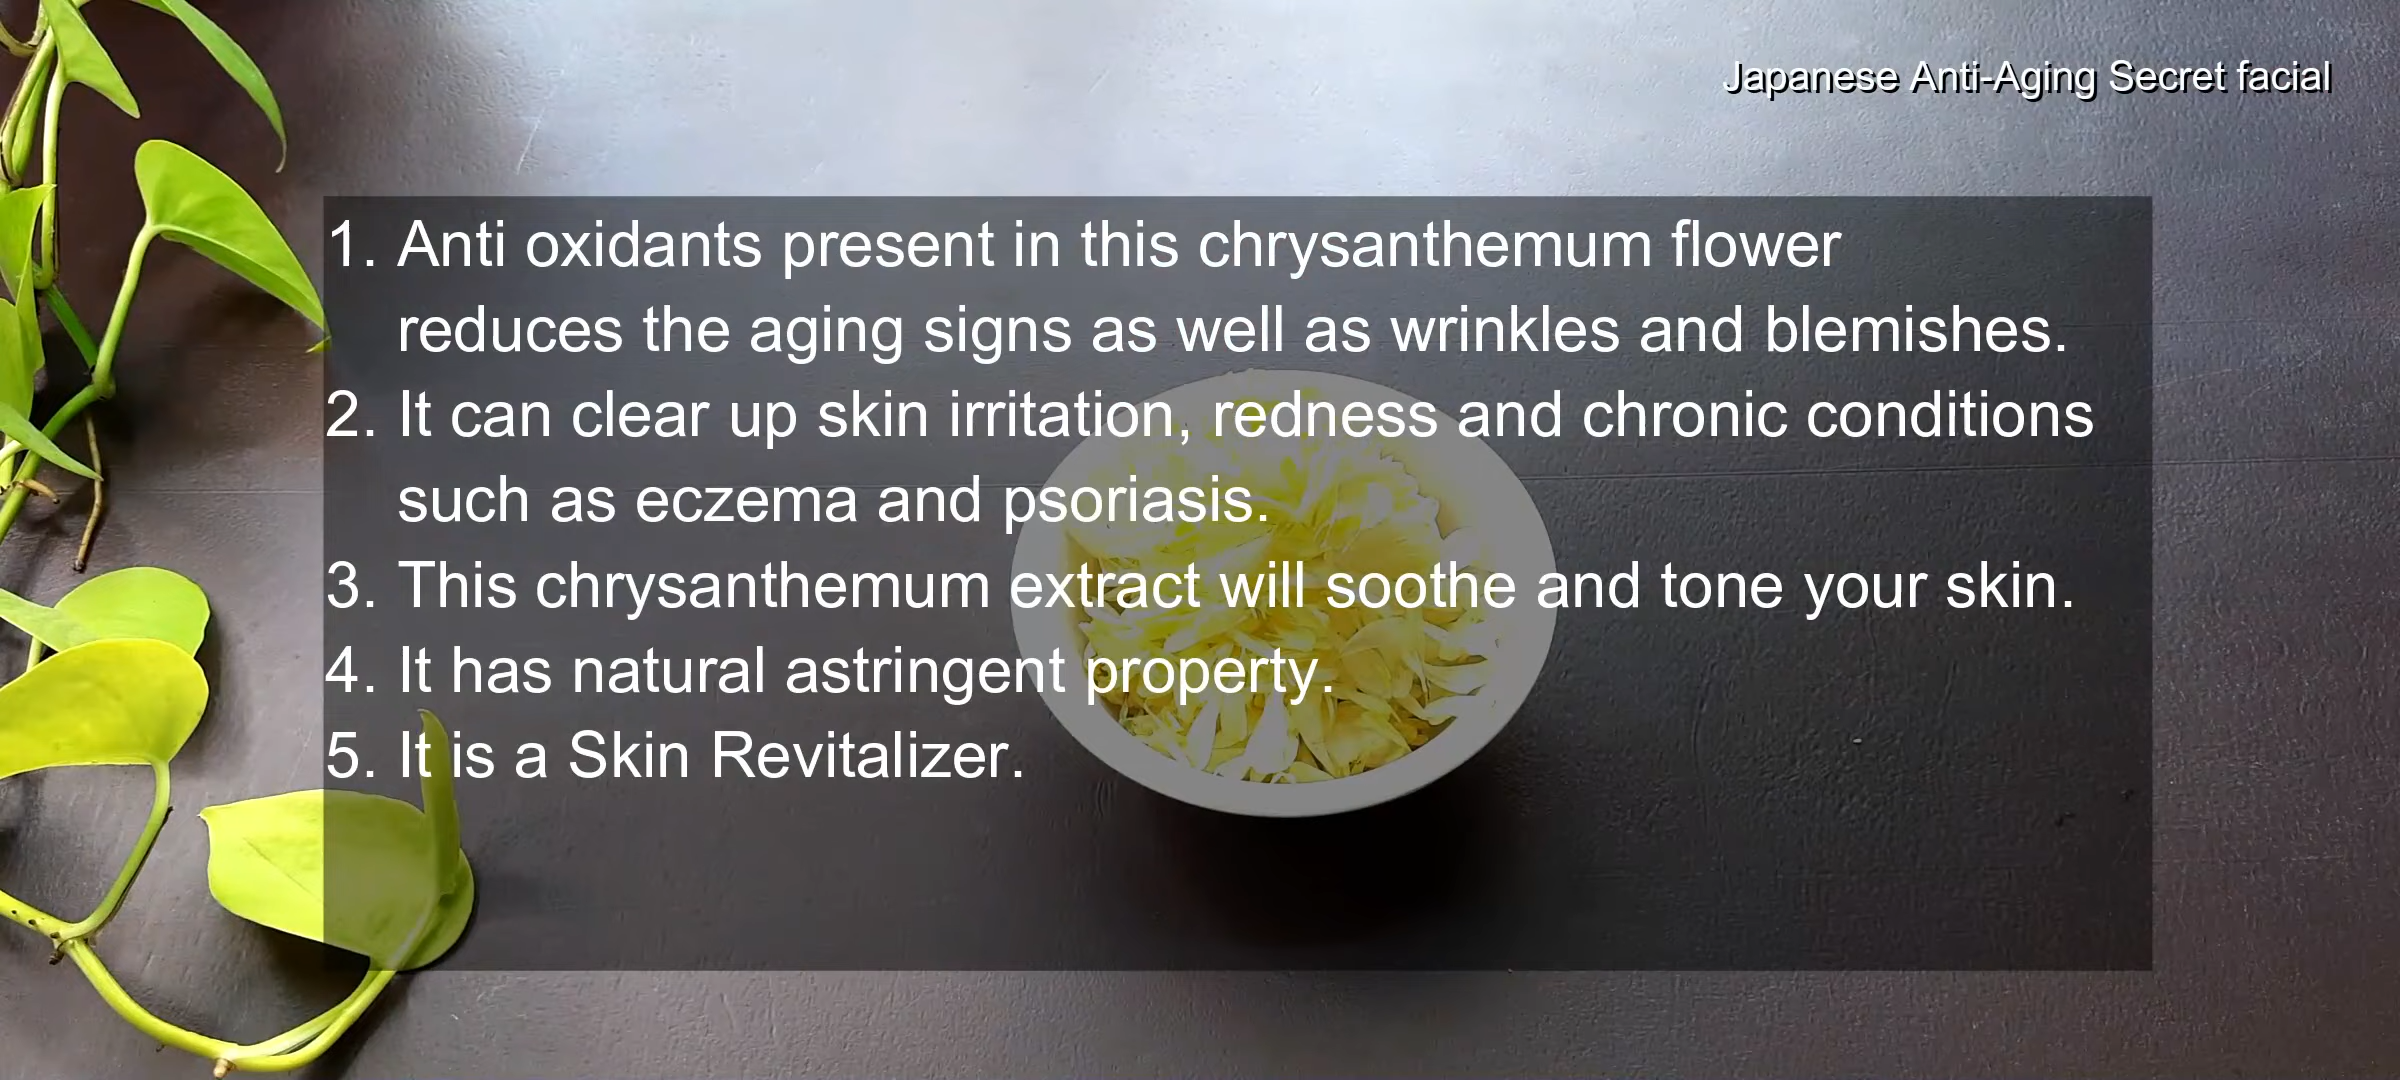 Japanese Anti-Aging Secret facial
1. Anti oxidants present in this chrysanthemum flower
reduces the aging signs as well as wrinkles and blemishes.
2. It can clear up skin irritation, redness and chronic conditions
such as eczema and psoriasis.
3. This chrysanthemum extract will soothe and tone your skin.
4. It has natural astringent property.
5. It is a Skin Revitalizer.